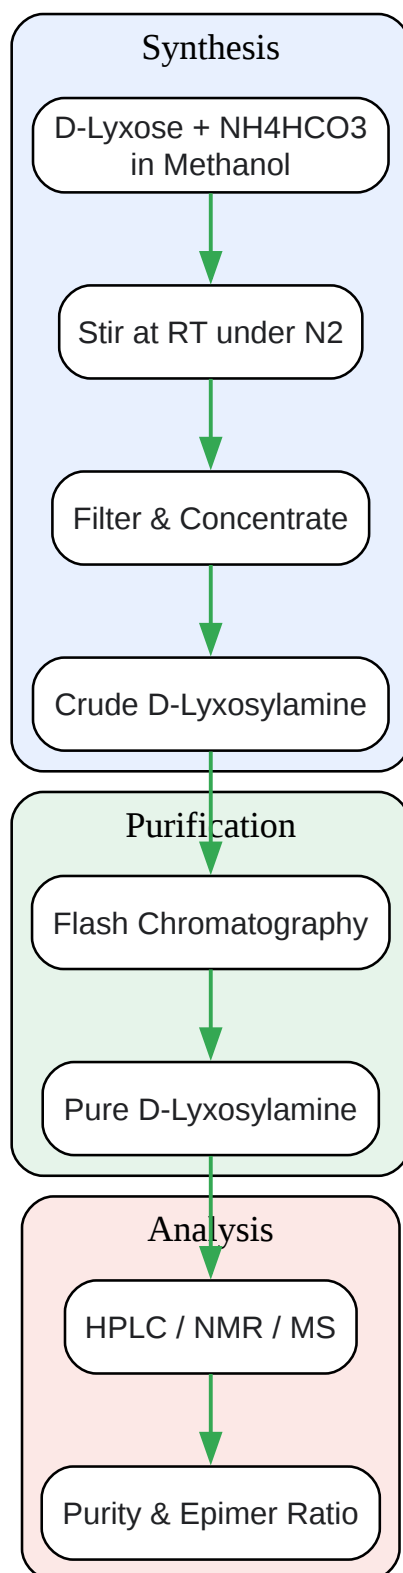 Synthesis
D-Lyxose + NH4HCO3
in Methanol
Stir at RT under N2
Filter & Concentrate
Crude D-Lyxosylamine
Purification
Flash Chromatography
Pure D-Lyxosylamine
Analysis
HPLC / NMR / MS
Purity & Epimer Ratio